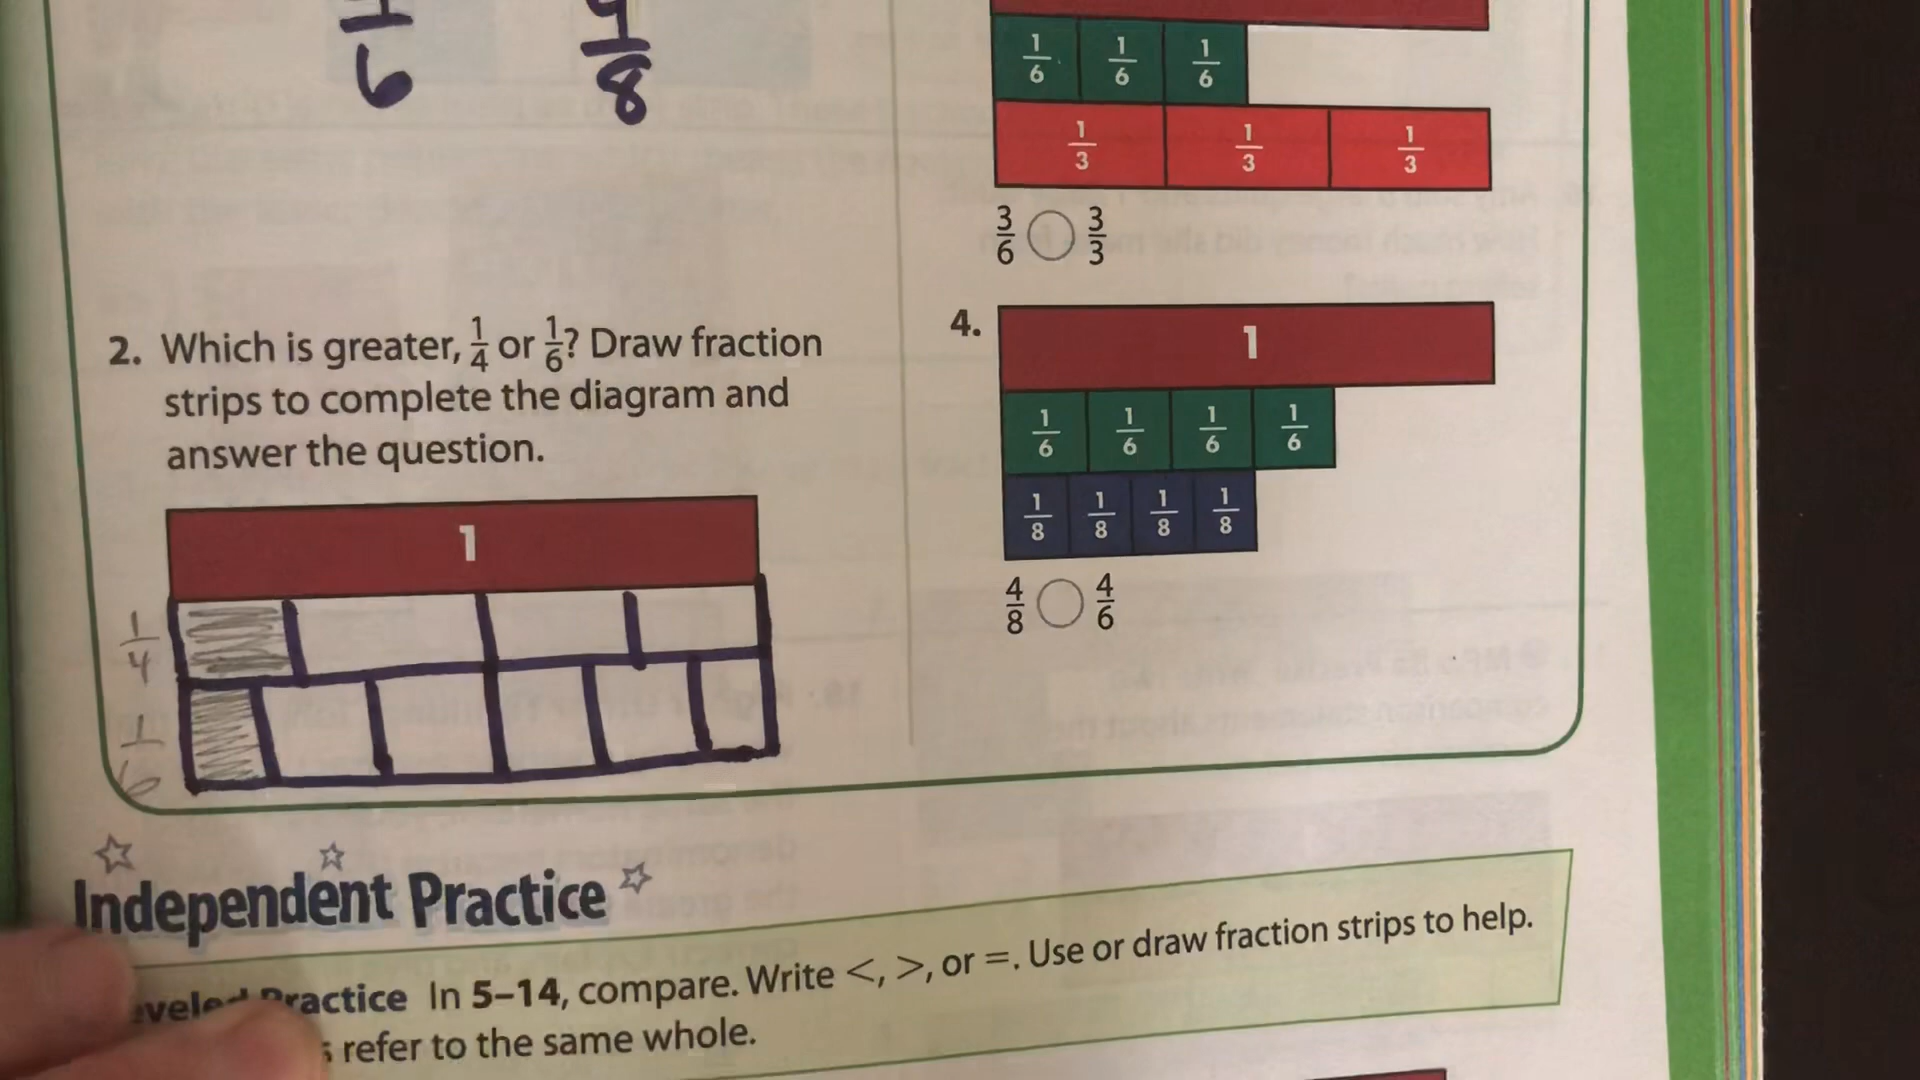 1/6 4/8
2. Which is greater, 1/4 or 1/6? Draw fraction
strips to complete the diagram and
answer the question.
1
1/4
1/6
1/6 1/6 1/6
1/3 1/3 1/3
3/6 ○ 3/3
4. 1
1/6 1/6 1/6 1/6
1/8 1/8 1/8 1/8
4/8 ○ 4/6
Independent Practice
Practice In 5–14, compare. Write <, >, or =. Use or draw fraction strips to help.
refer to the same whole.